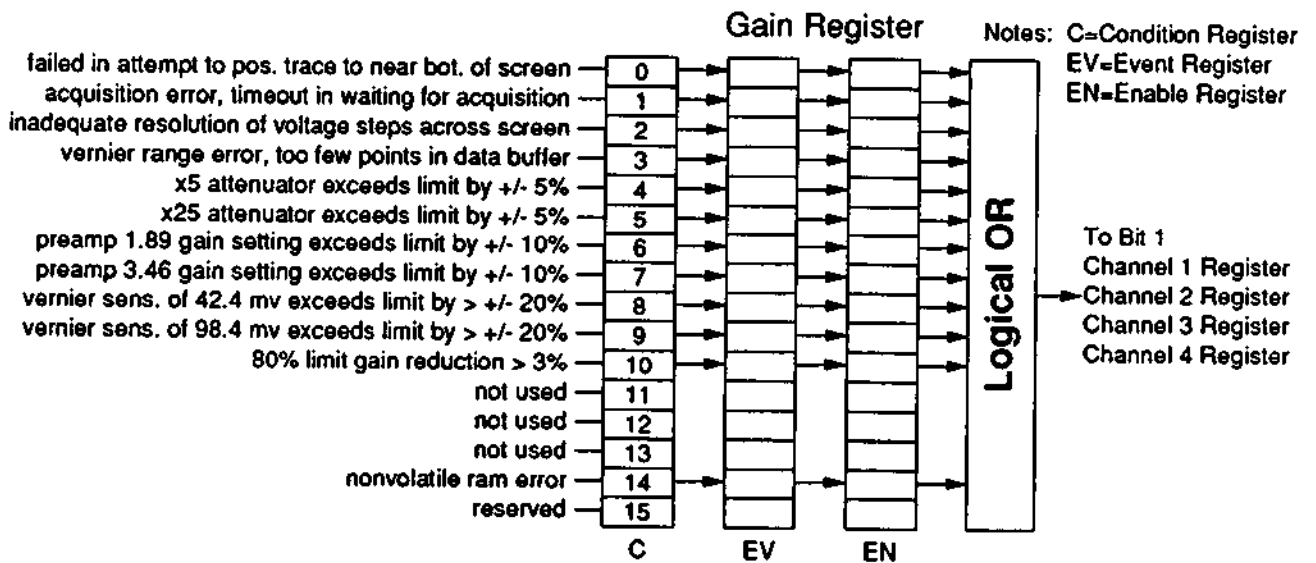 Gain Register
Notes: C=Condition Register
EV=Event Register
EN=Enable Register
failed in attempt to pos. trace to near bot. of screen 0
acquisition error, timeout in waiting for acquisition 1
inadequate resolution of voltage steps across screen 2
vernier range error, too few points in data buffer 3
x5 attenuator exceeds limit by +/- 5% 4
x25 attenuator exceeds limit by +/- 5% 5
preamp 1.89 gain setting exceeds limit by +/- 10% 6
preamp 3.46 gain setting exceeds limit by +/- 10% 7
vernier sens. of 42.4 mv exceeds limit by > +/- 20% 8
vernier sens. of 98.4 mv exceeds limit by > +/- 20% 9
80% limit gain reduction > 3% 10
not used 11
not used 12
not used 13
nonvolatile ram error 14
reserved 15
C EV EN
Logical OR
To Bit 1
Channel 1 Register
Channel 2 Register
Channel 3 Register
Channel 4 Register